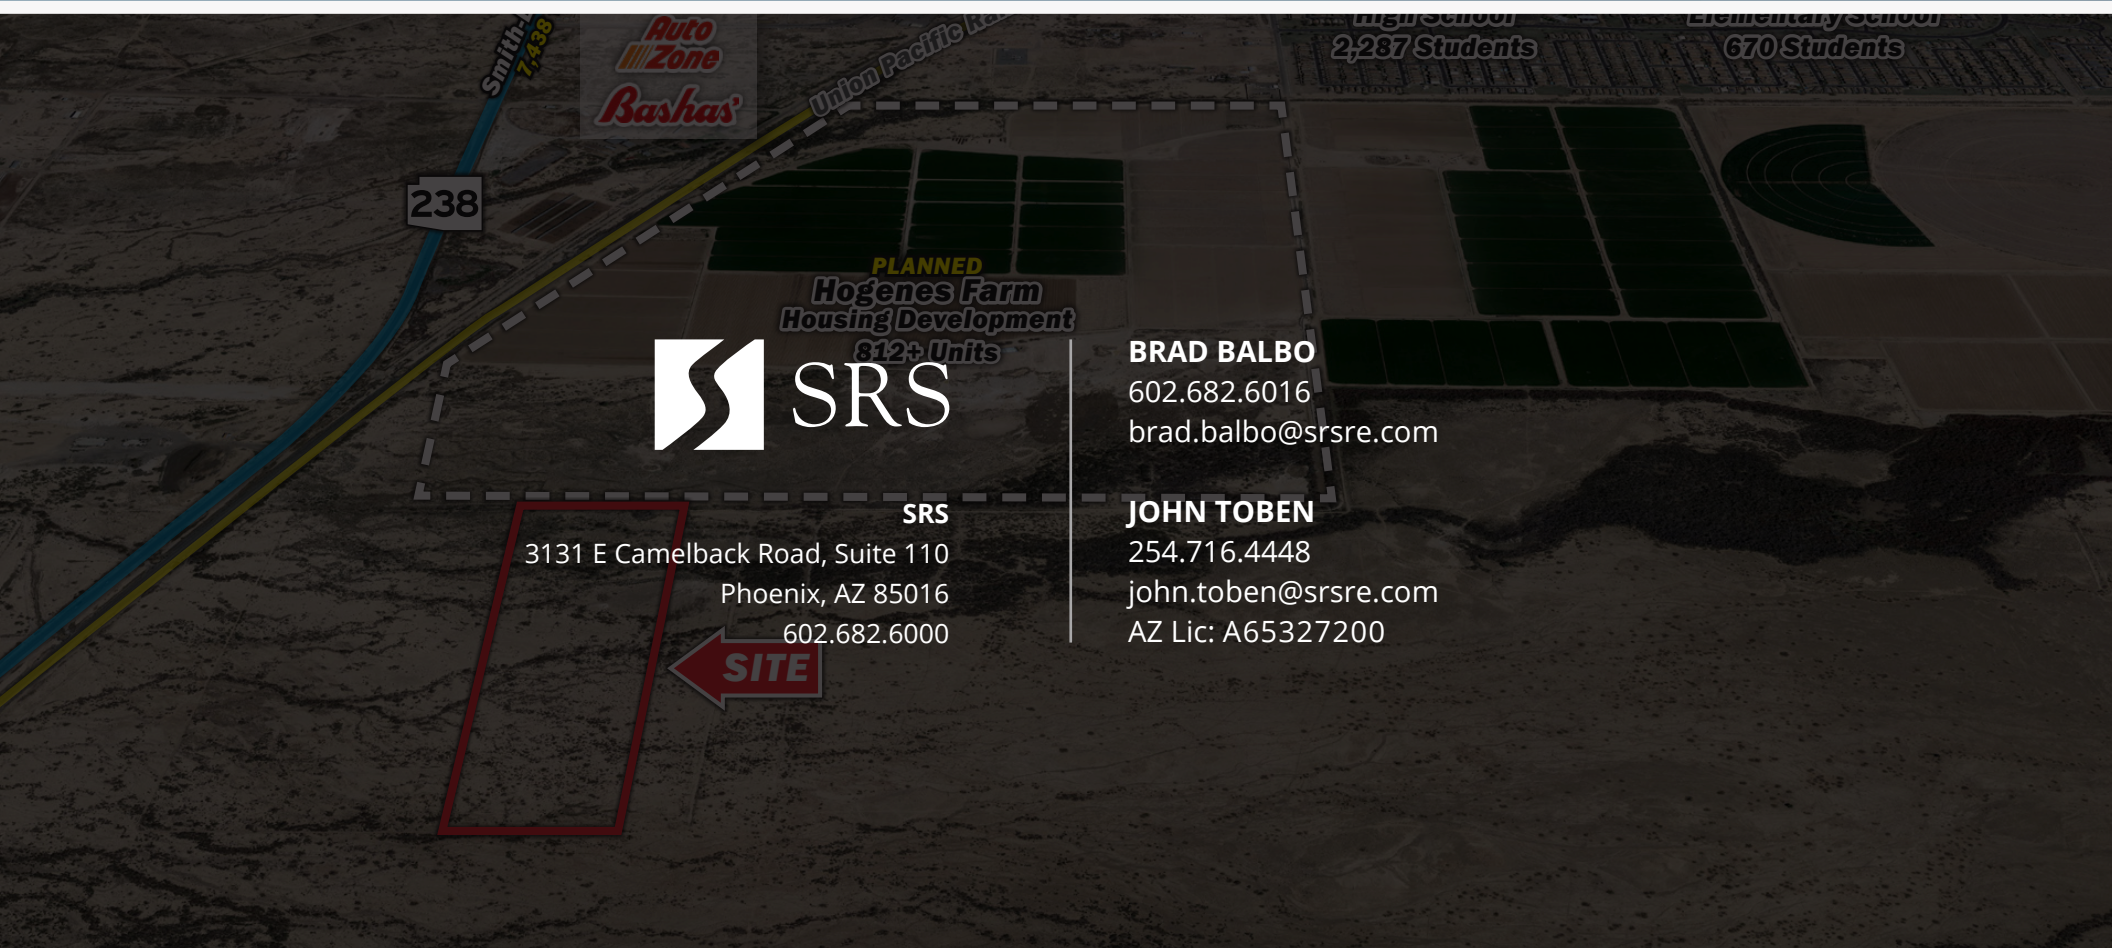 Smith-
7,438
Auto
Zone
Bashas'
Union Pacific
High School
2,287 Students
Elementary School
670 Students
238
PLANNED
Hogenes Farm
Housing Development
812+ Units
SRS
SRS
3131 E Camelback Road, Suite 110
Phoenix, AZ 85016
602.682.6000
SITE
BRAD BALBO
602.682.6016
brad.balbo@srsre.com
JOHN TOBEN
254.716.4448
john.toben@srsre.com
AZ Lic: A65327200